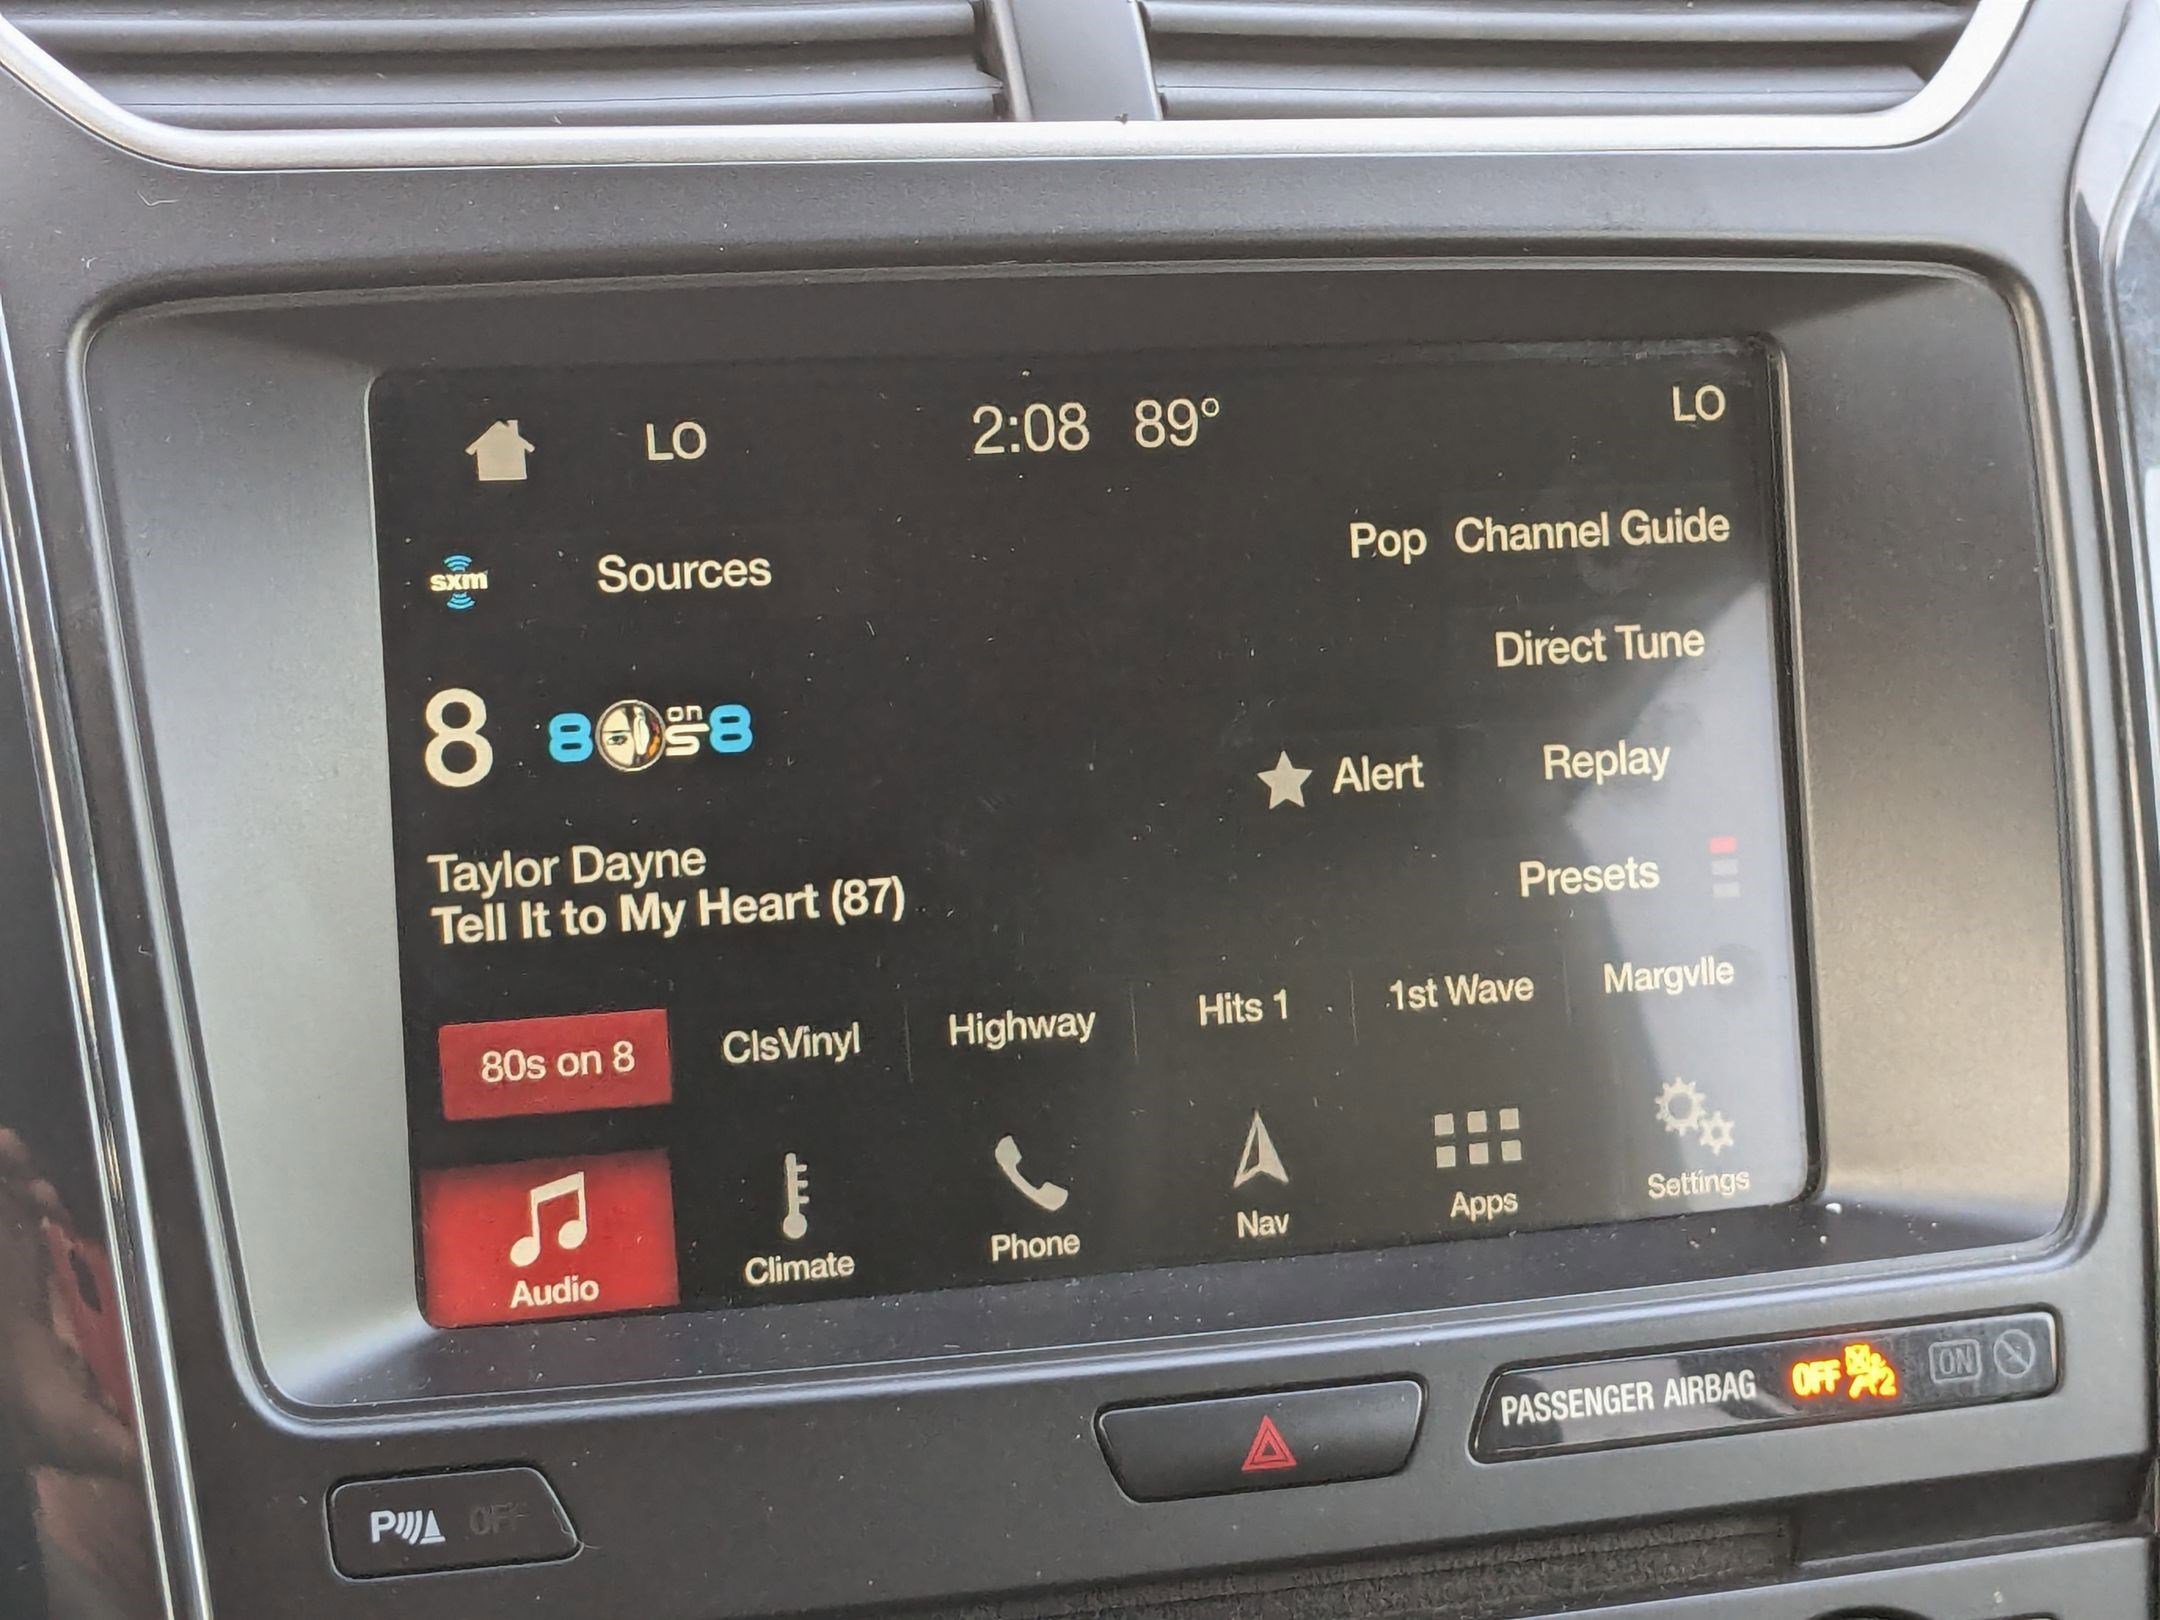 LO 2:08 89° LO
sxm Sources Pop Channel Guide
Direct Tune
8 80s on 8 Alert Replay
Taylor Dayne
Tell It to My Heart (87)
Presets
80s on 8 ClsVinyl Highway Hits 1 1st Wave Margvlle
Audio Climate Phone Nav Apps Settings
PASSENGER AIRBAG OFF 2 ON
P OFF